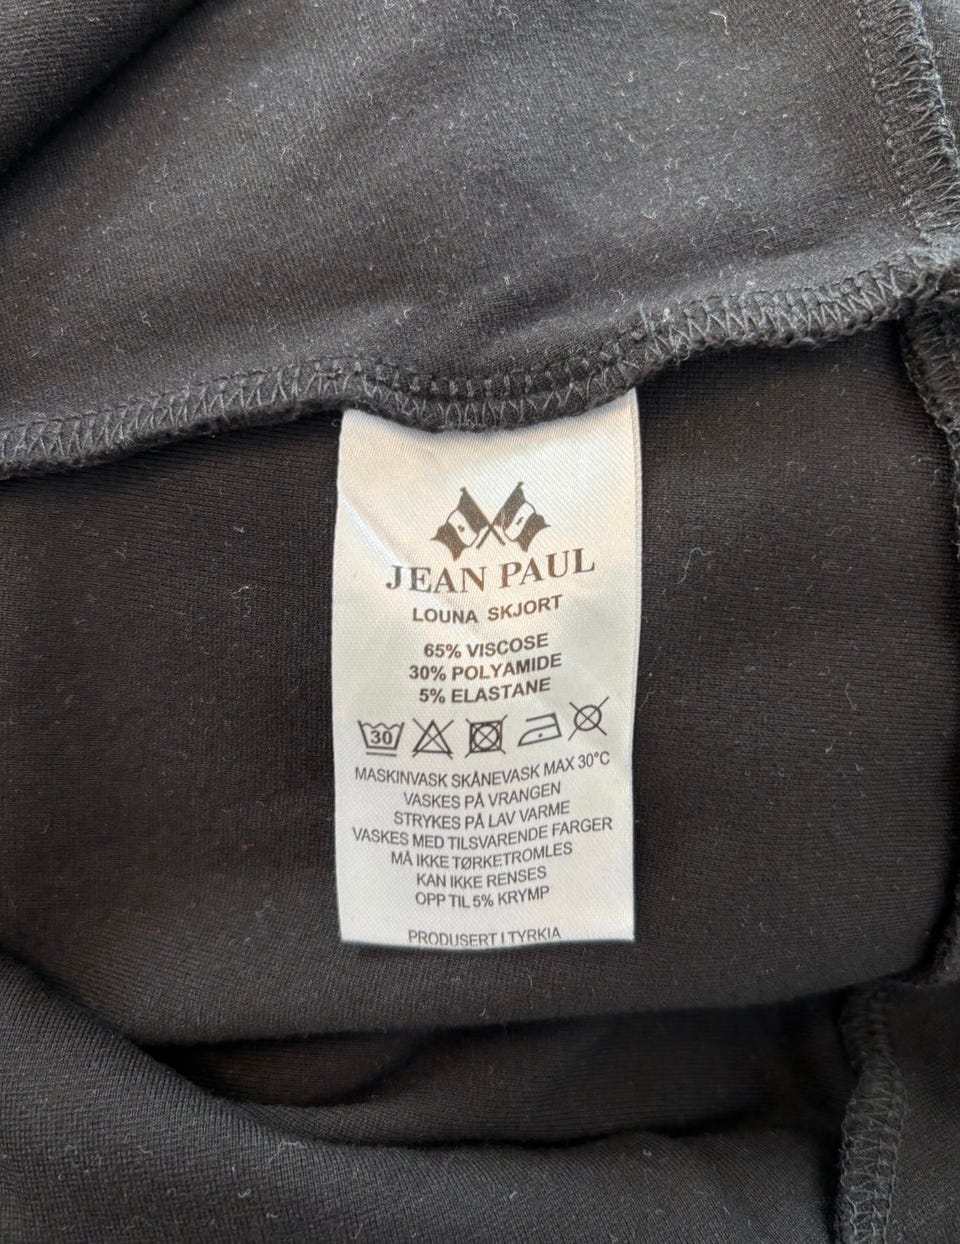 JEAN PAUL
LOUNA SKJORT
65% VISCOSE
30% POLYAMIDE
5% ELASTANE
30
MASKINVASK SKÅNEVASK MAX 30°C
VASKES PÅ VRANGEN
STRYKES PÅ LAV VARME
VASKES MED TILSVARENDE FARGER
MÅ IKKE TØRKETROMLES
KAN IKKE RENSES
OPP TIL 5% KRYMP
PRODUSERT I TYRKIA